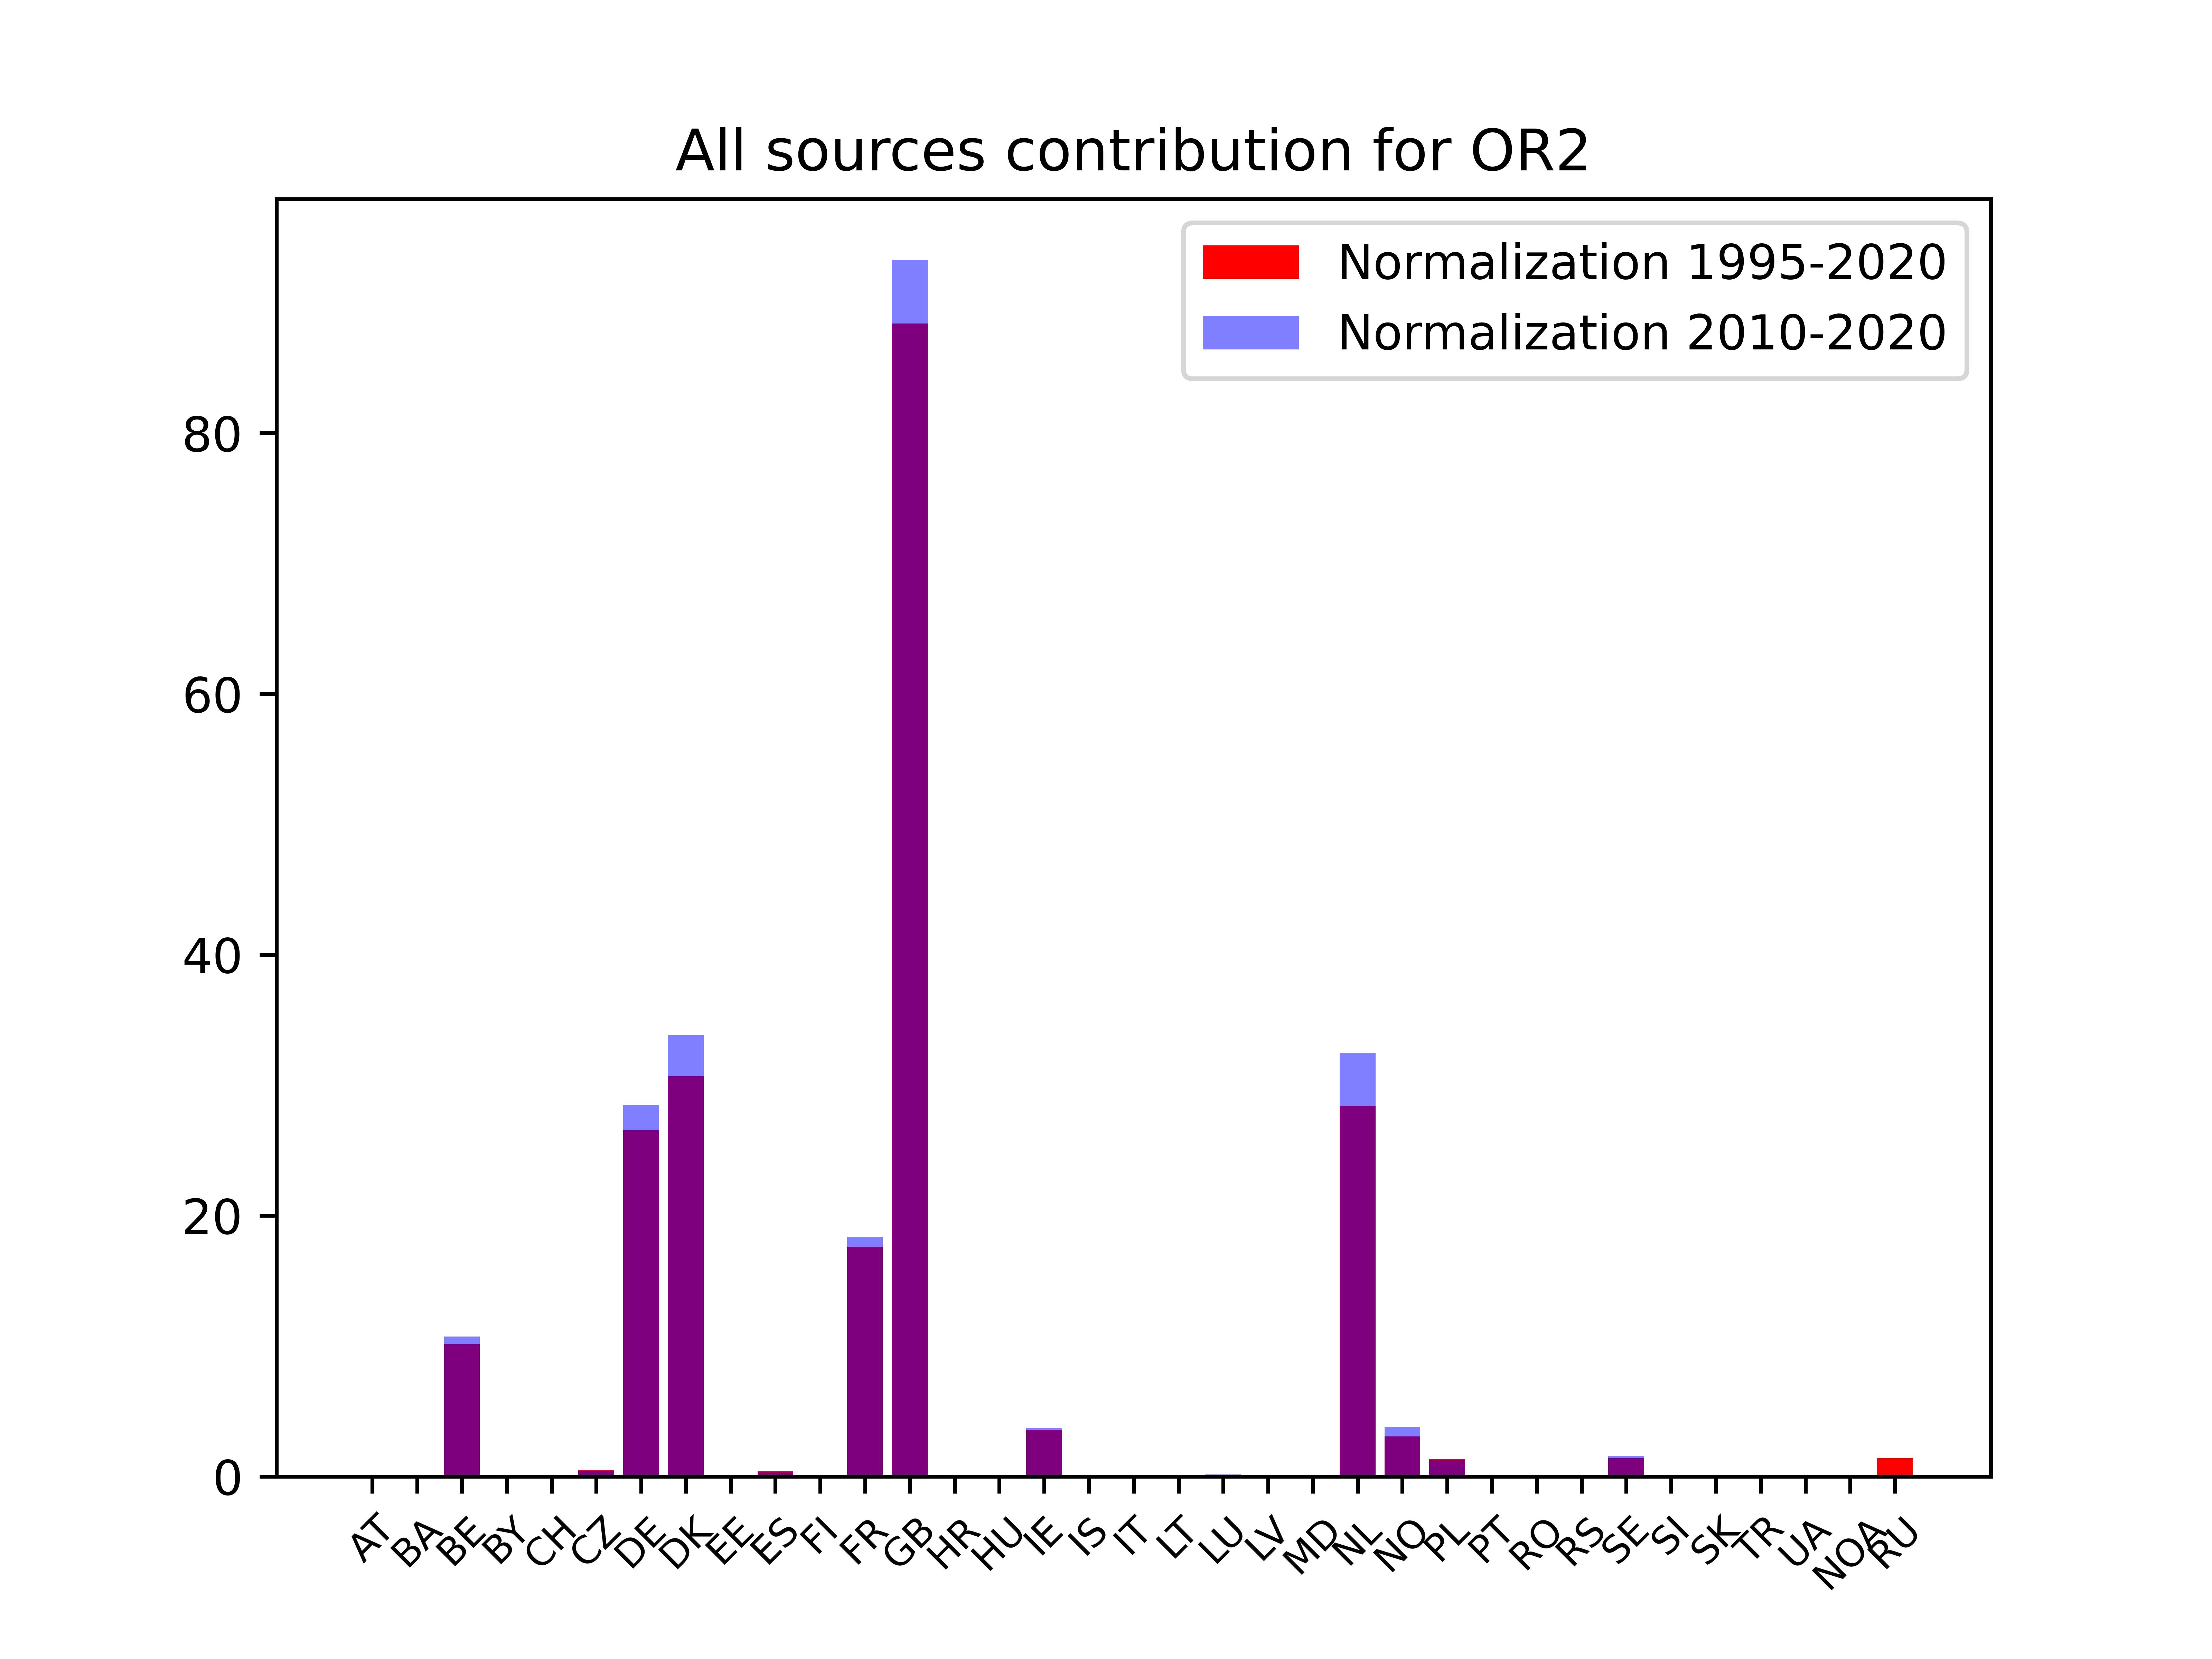 All sources contribution for OR2
Normalization 1995-2020
Normalization 2010-2020
80
60
40
20
0
AT
BA
BE
BY
CH
CZ
DE
DK
EE
ES
FI
FR
GB
HR
HU
IE
IS
IT
LT
LU
LV
MD
NL
NO
PL
PT
RO
RS
SE
SI
SK
TR
UA
NOA
RU